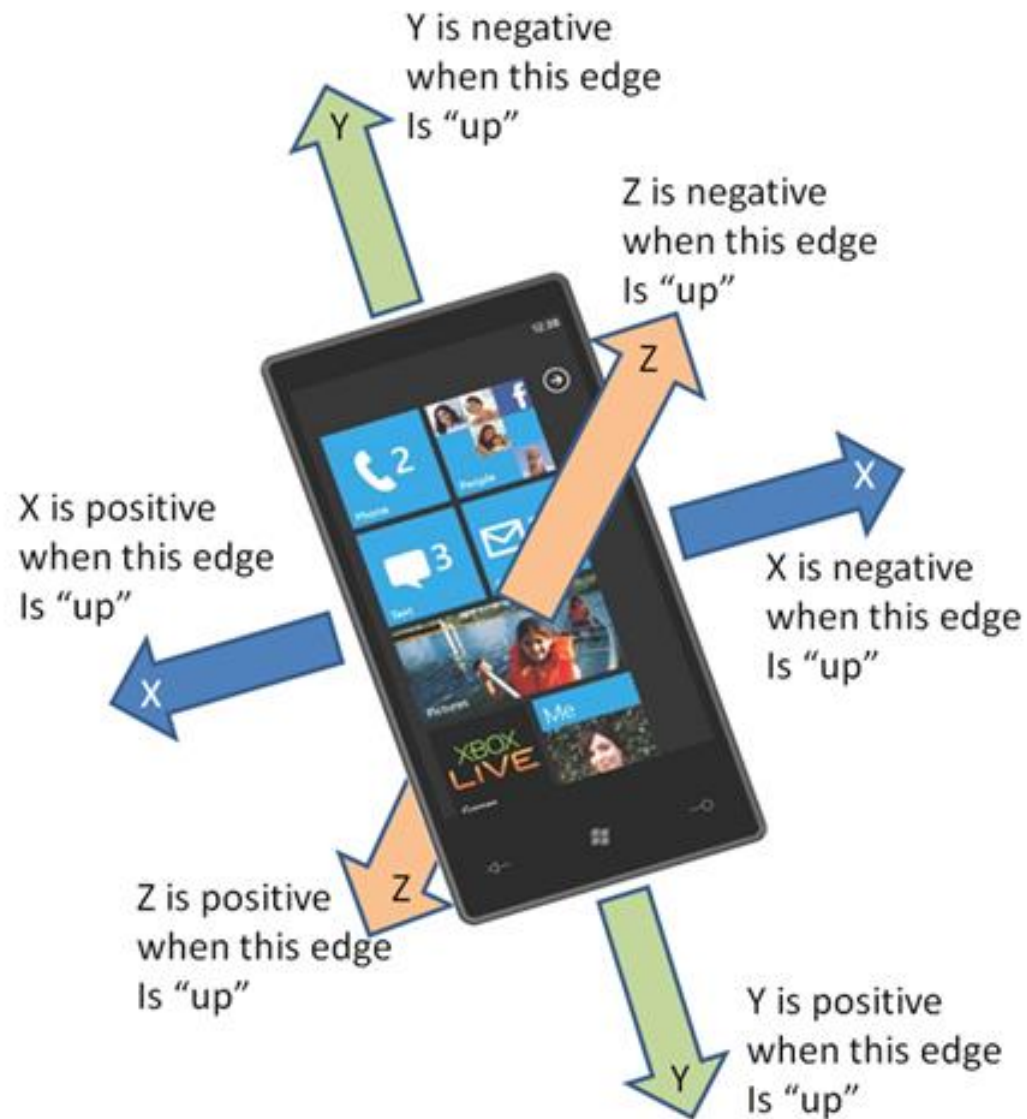 Y is negative
when this edge
Is “up”
Y
Z is negative
when this edge
Is “up”
12:38
Z
f
2
People
Phone
X
X is positive
when this edge
Is “up”
3
Text
X is negative
when this edge
Is “up”
X
Pictures
Me
XBOX
LIVE
Z
Z is positive
when this edge
Is “up”
Y is positive
when this edge
Is “up”
Y